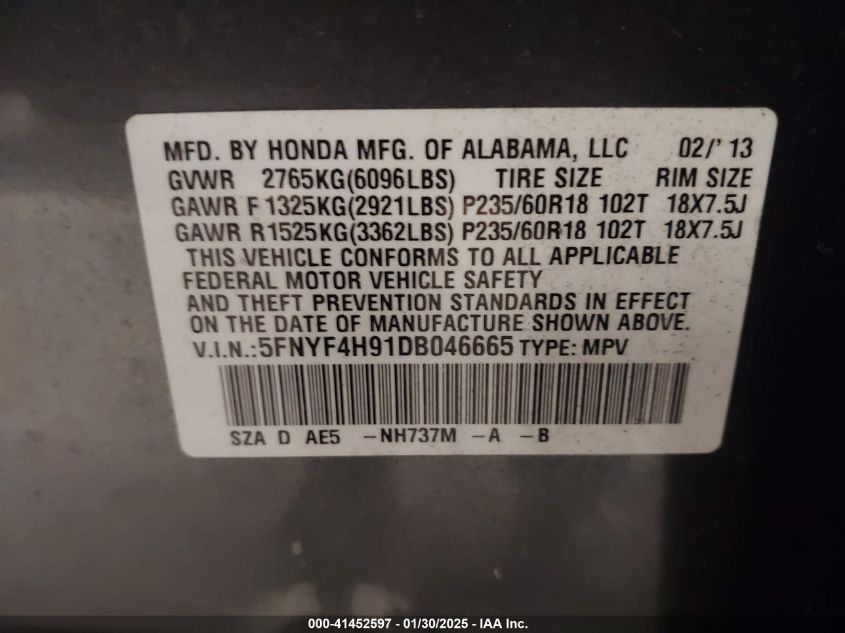 MFD. BY HONDA MFG. OF ALABAMA, LLC 02/'13
GVWR 2765KG(6096LBS) TIRE SIZE RIM SIZE
GAWR F1325KG(2921LBS) P235/60R18 102T 18X7.5J
GAWR R1525KG(3362LBS) P235/60R18 102T 18X7.5J
THIS VEHICLE CONFORMS TO ALL APPLICABLE
FEDERAL MOTOR VEHICLE SAFETY
AND THEFT PREVENTION STANDARDS IN EFFECT
ON THE DATE OF MANUFACTURE SHOWN ABOVE.
V.I.N.:5FNYF4H91DB046665 TYPE: MPV
SZA D AE5 -NH737M -A -B
000-41452597 - 01/30/2025 - IAA Inc.